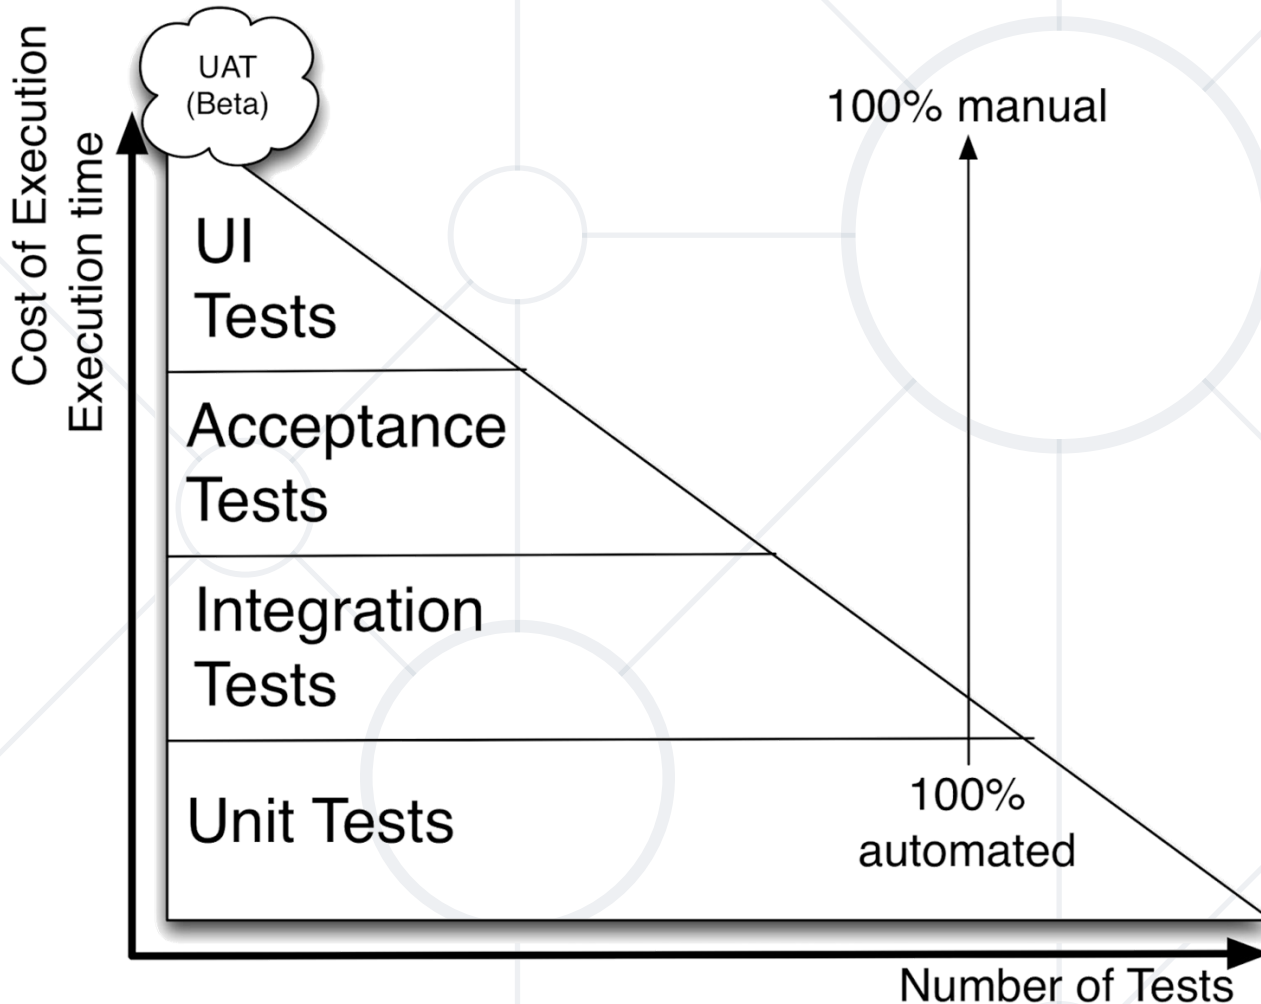 UAT
(Beta)
Cost of Execution
Execution time
100% manual
UI
Tests
Acceptance
Tests
Integration
Tests
Unit Tests
100%
automated
Number of Tests